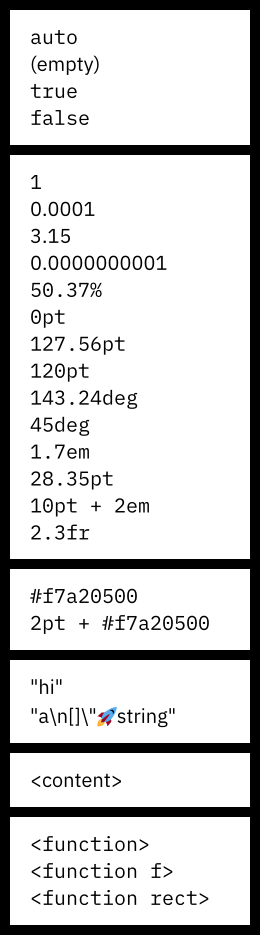 auto
(empty)
true
false
1
0.0001
3.15
0.0000000001
50.37%
0pt
127.56pt
120pt
143.24deg
45deg
1.7em
28.35pt
10pt + 2em
2.3fr
#f7a20500
2pt + #f7a20500
"hi"
"a\n[]\"🚀string"
<content>
<function>
<function f>
<function rect>